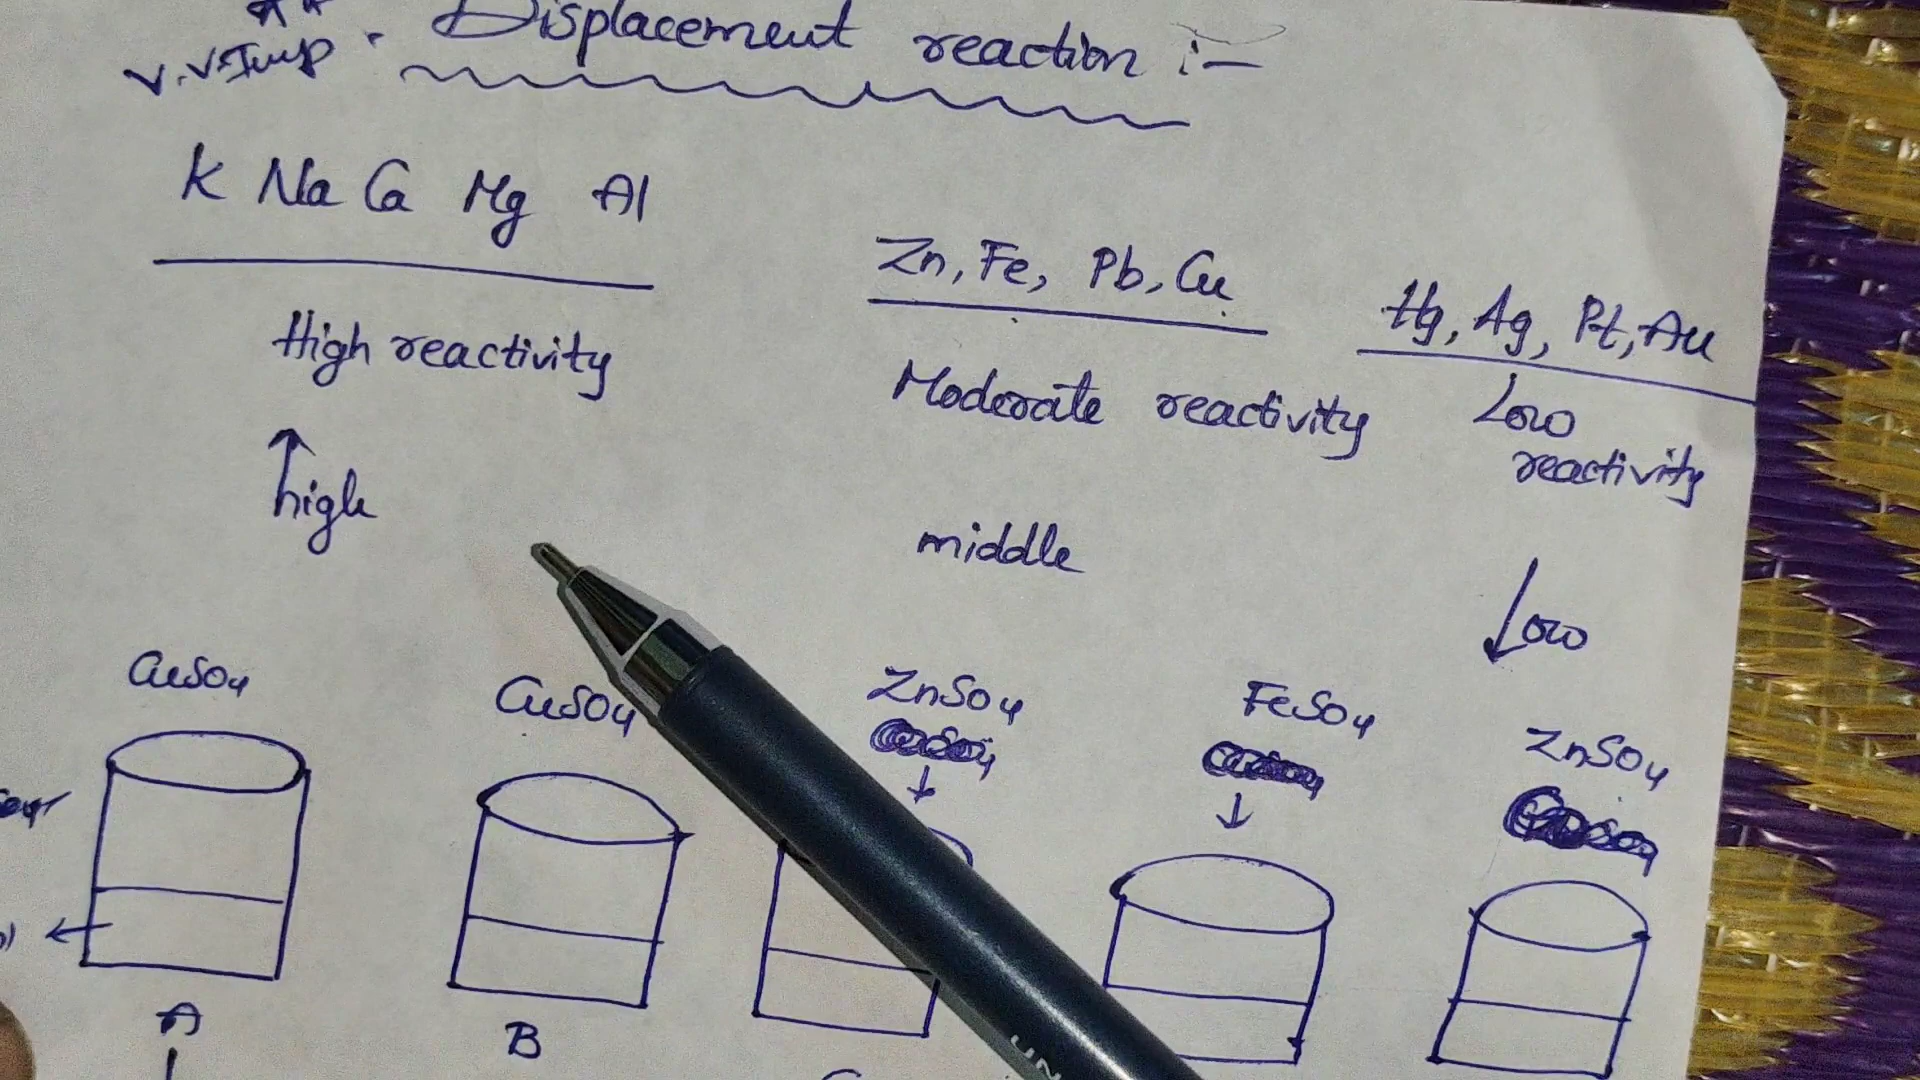 V.V.Imp. Displacement reaction :-
K Na Ca Mg Al
Zn, Fe, Pb, Cu
Hg, Ag, Pt, Au
High reactivity
Moderate reactivity
Low
reactivity
high
middle
Low
CuSO4
CuSO4
ZnSO4
FeSO4
ZnSO4
A
B
UN